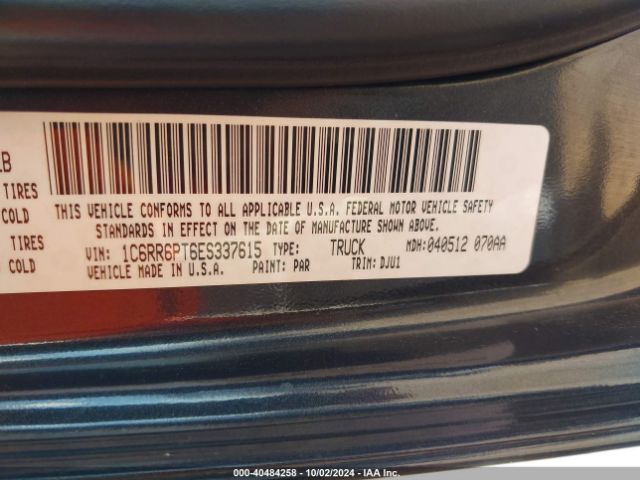 B
TIRES
COLD
TIRES
COLD
THIS VEHICLE CONFORMS TO ALL APPLICABLE U.S.A. FEDERAL MOTOR VEHICLE SAFETY
STANDARDS IN EFFECT ON THE DATE OF MANUFACTURE SHOWN ABOVE.
VIN: 1C6RR6PT6ES337615 TYPE: TRUCK MDH:040512 070AA
VEHICLE MADE IN U.S.A. PAINT: PAR TRIM: DJU1
000-40484258 - 10/02/2024 - IAA Inc.